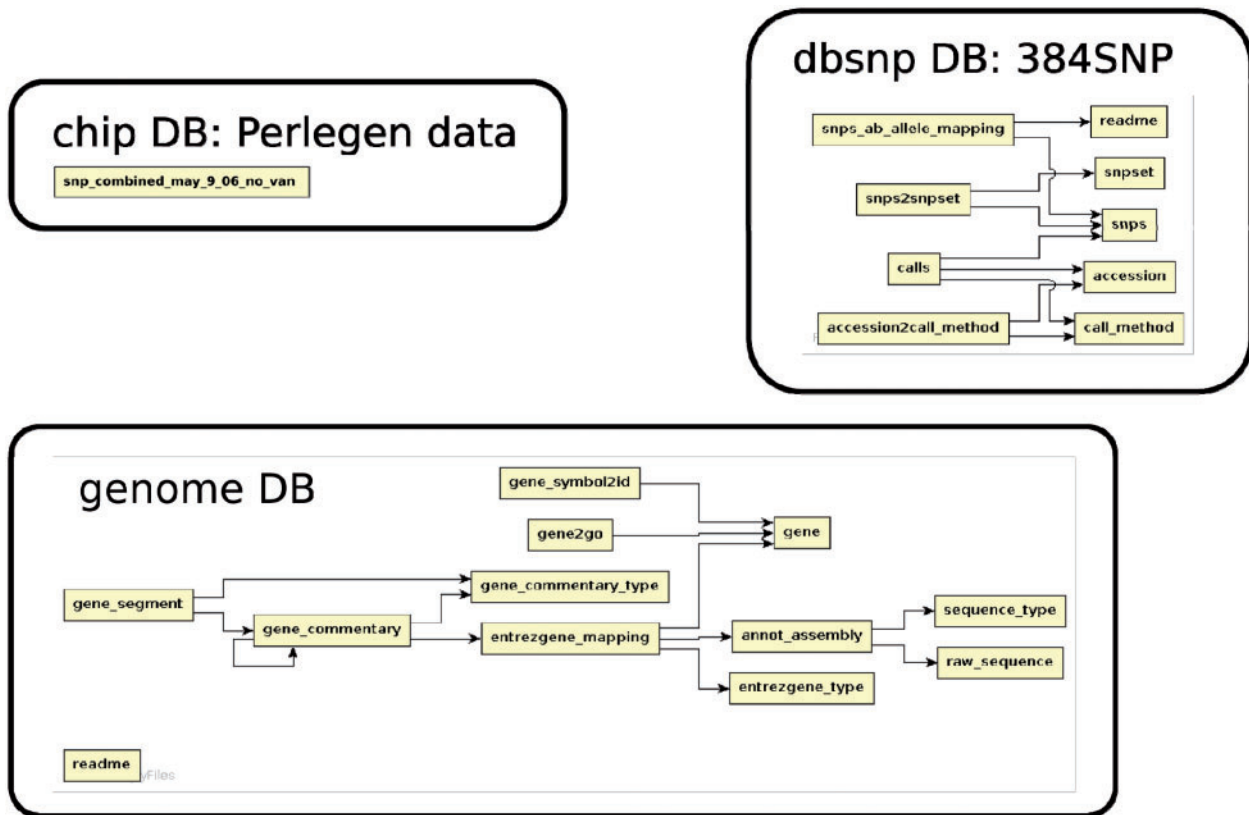 chip DB: Perlegen data
snp_combined_may_9_06_no_van
dbsnp DB: 384SNP
snps_ab_allele_mapping
readme
snps2snpset
snpset
snps
calls
accession
accession2call_method
call_method
genome DB
gene_symbol2id
gene2go
gene
gene_segment
gene_commentary_type
gene_commentary
entrezgene_mapping
annot_assembly
sequence_type
raw_sequence
entrezgene_type
readme